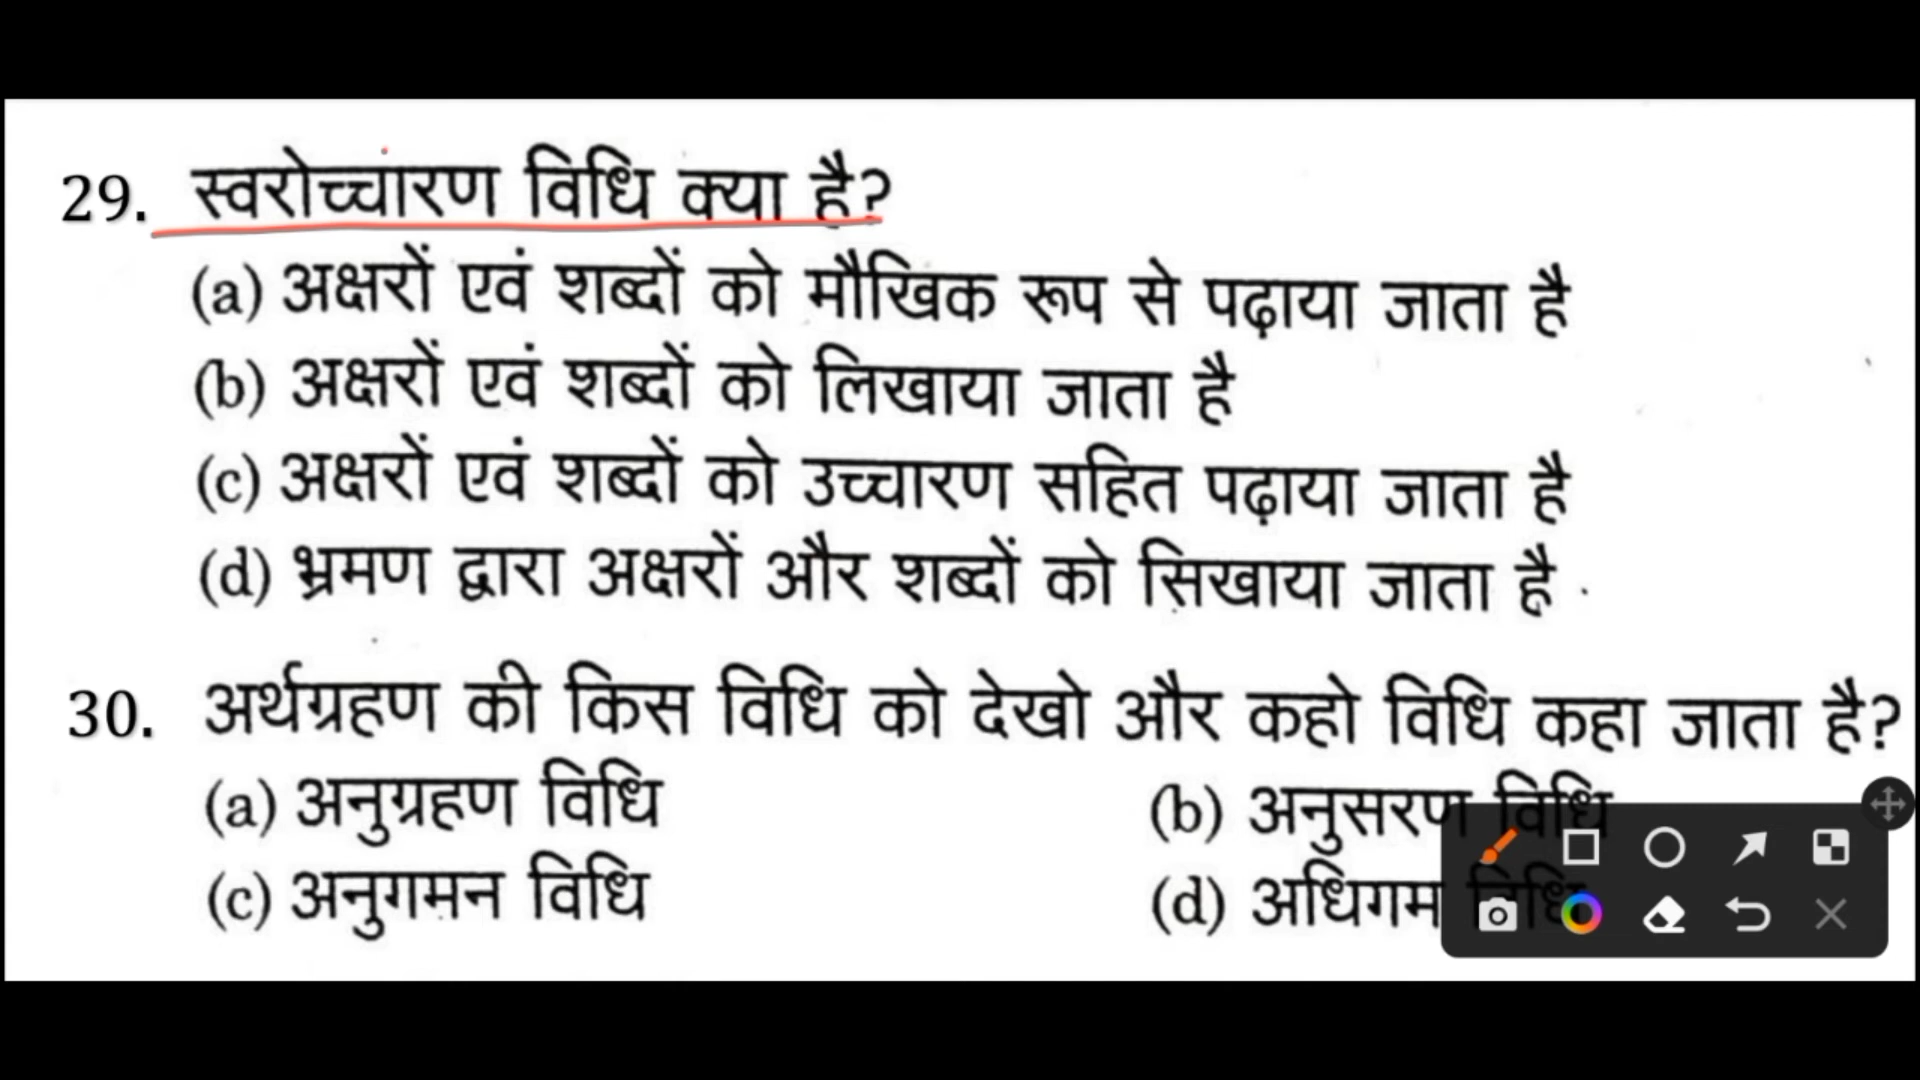 29. स्वरोच्चारण विधि क्या है?
(a) अक्षरों एवं शब्दों को मौखिक रूप से पढ़ाया जाता है
(b) अक्षरों एवं शब्दों को लिखाया जाता है
(c) अक्षरों एवं शब्दों को उच्चारण सहित पढ़ाया जाता है
(d) भ्रमण द्वारा अक्षरों और शब्दों को सिखाया जाता है
30. अर्थग्रहण की किस विधि को देखो और कहो विधि कहा जाता है?
(a) अनुग्रहण विधि (b) अनुसरण विधि
(c) अनुगमन विधि (d) अधिगम विधि